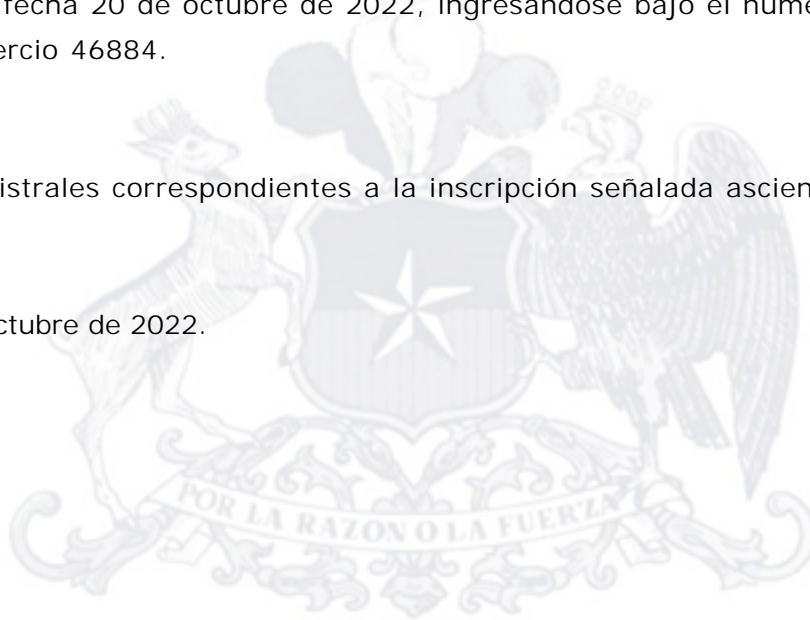 fecha 20 de octubre de 2022, ingresándose bajo el núme
ercio 46884.
istrales correspondientes a la inscripción señalada ascien
ctubre de 2022.
POR LA RAZON O LA FUERZA